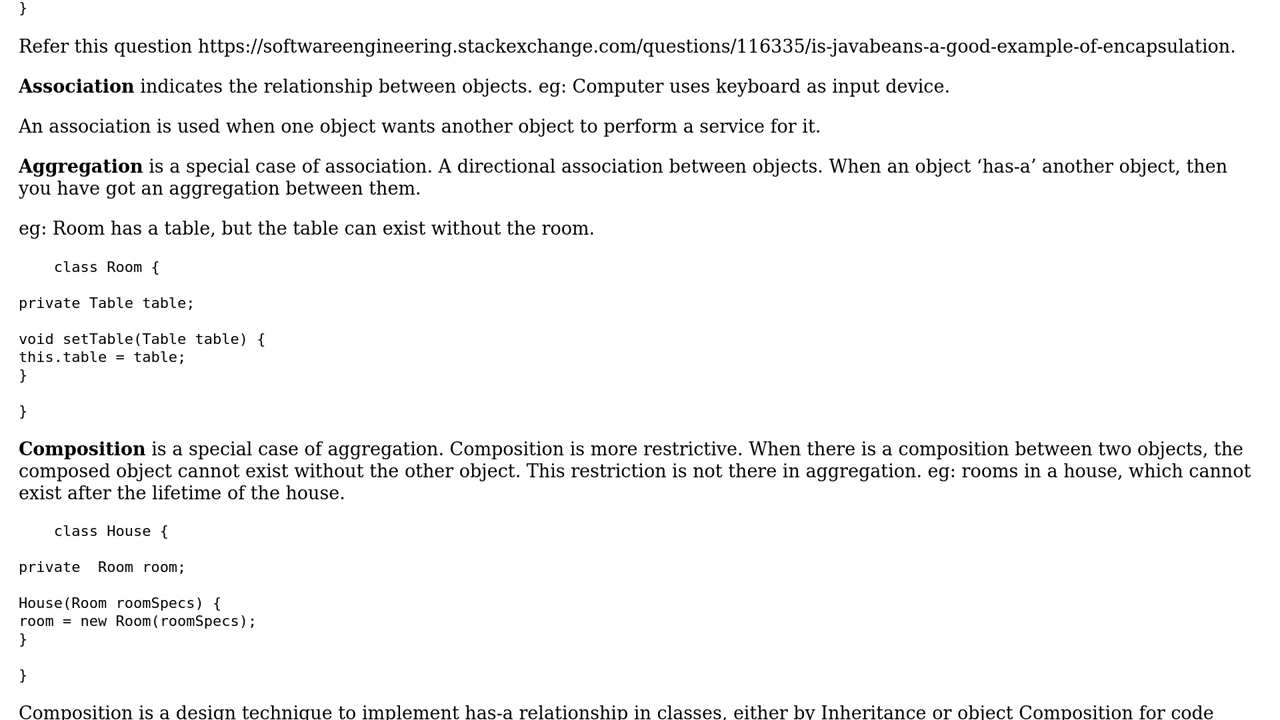 }
Refer this question https://softwareengineering.stackexchange.com/questions/116335/is-javabeans-a-good-example-of-encapsulation.
Association indicates the relationship between objects. eg: Computer uses keyboard as input device.
An association is used when one object wants another object to perform a service for it.
Aggregation is a special case of association. A directional association between objects. When an object ‘has-a’ another object, then
you have got an aggregation between them.
eg: Room has a table, but the table can exist without the room.
class Room {
private Table table;
void setTable(Table table) {
this.table = table;
}
}
Composition is a special case of aggregation. Composition is more restrictive. When there is a composition between two objects, the
composed object cannot exist without the other object. This restriction is not there in aggregation. eg: rooms in a house, which cannot
exist after the lifetime of the house.
class House {
private  Room room;
House(Room roomSpecs) {
room = new Room(roomSpecs);
}
}
Composition is a design technique to implement has-a relationship in classes, either by Inheritance or object Composition for code